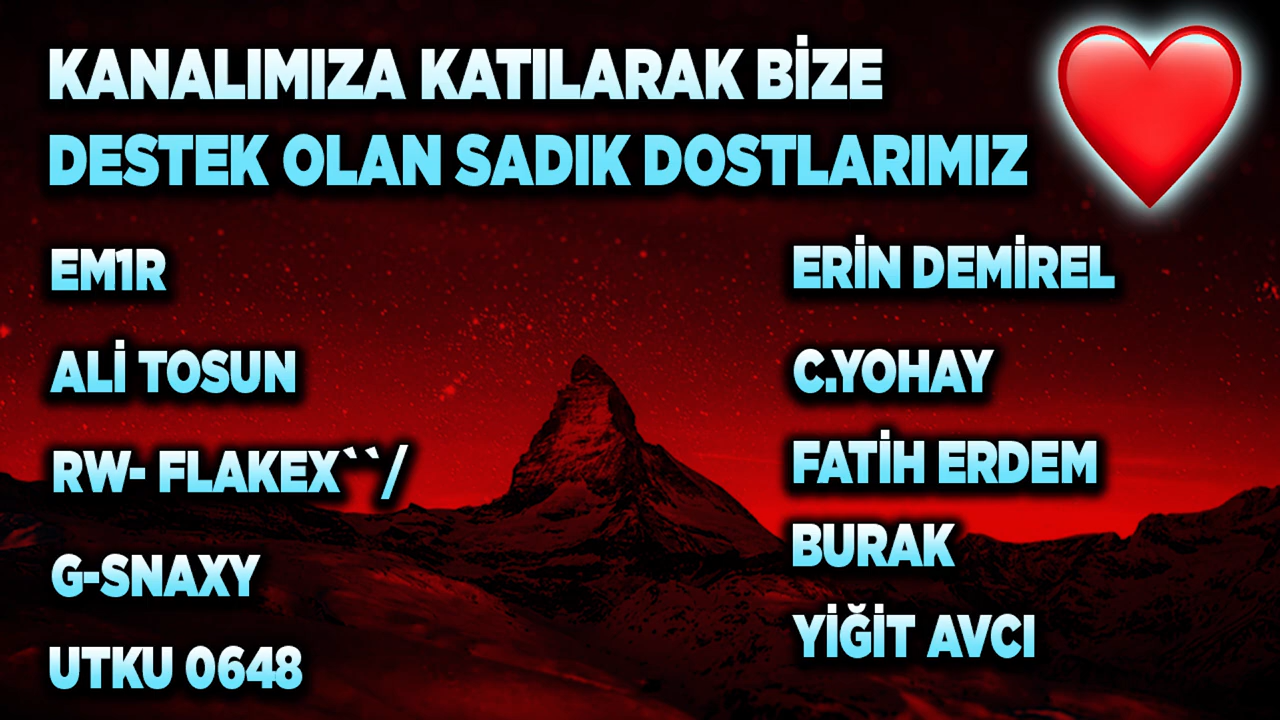 KANALIMIZA KATILARAK BİZE
DESTEK OLAN SADIK DOSTLARIMIZ
EM1R
ALİ TOSUN
RW- FLAKEX``/
G-SNAXY
UTKU 0648
ERİN DEMİREL
C.YOHAY
FATİH ERDEM
BURAK
YİĞİT AVCI